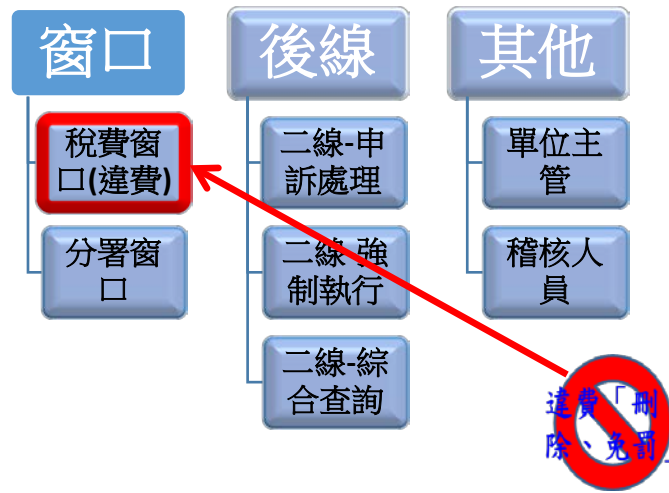 窗口
稅費窗
口(違費)
分署窗
口
後線
二線-申
訴處理
二線-強
制執行
二線-綜
合查詢
其他
單位主
管
稽核人
員
違費「刪
除、免罰